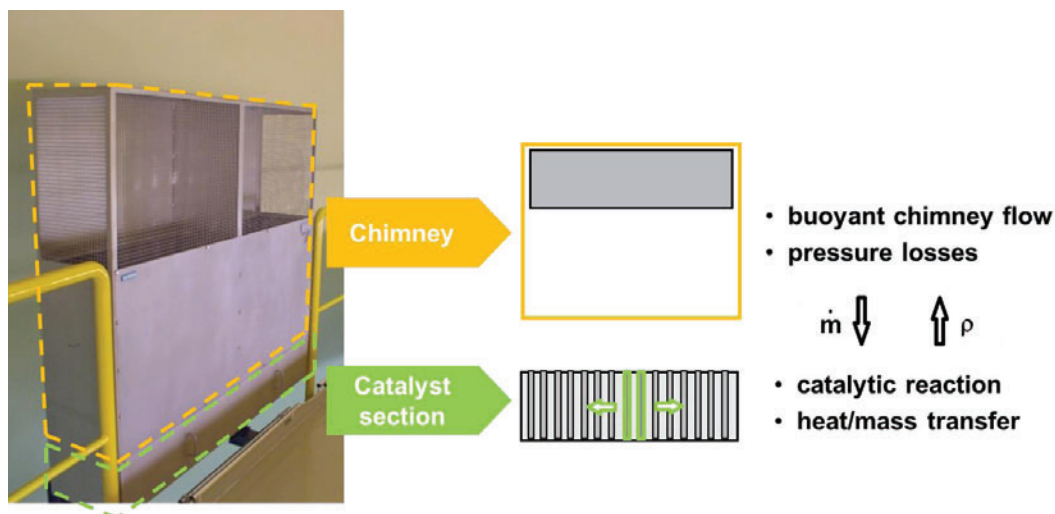 Chimney
• buoyant chimney flow
• pressure losses
ṁ ρ
Catalyst
section
• catalytic reaction
• heat/mass transfer